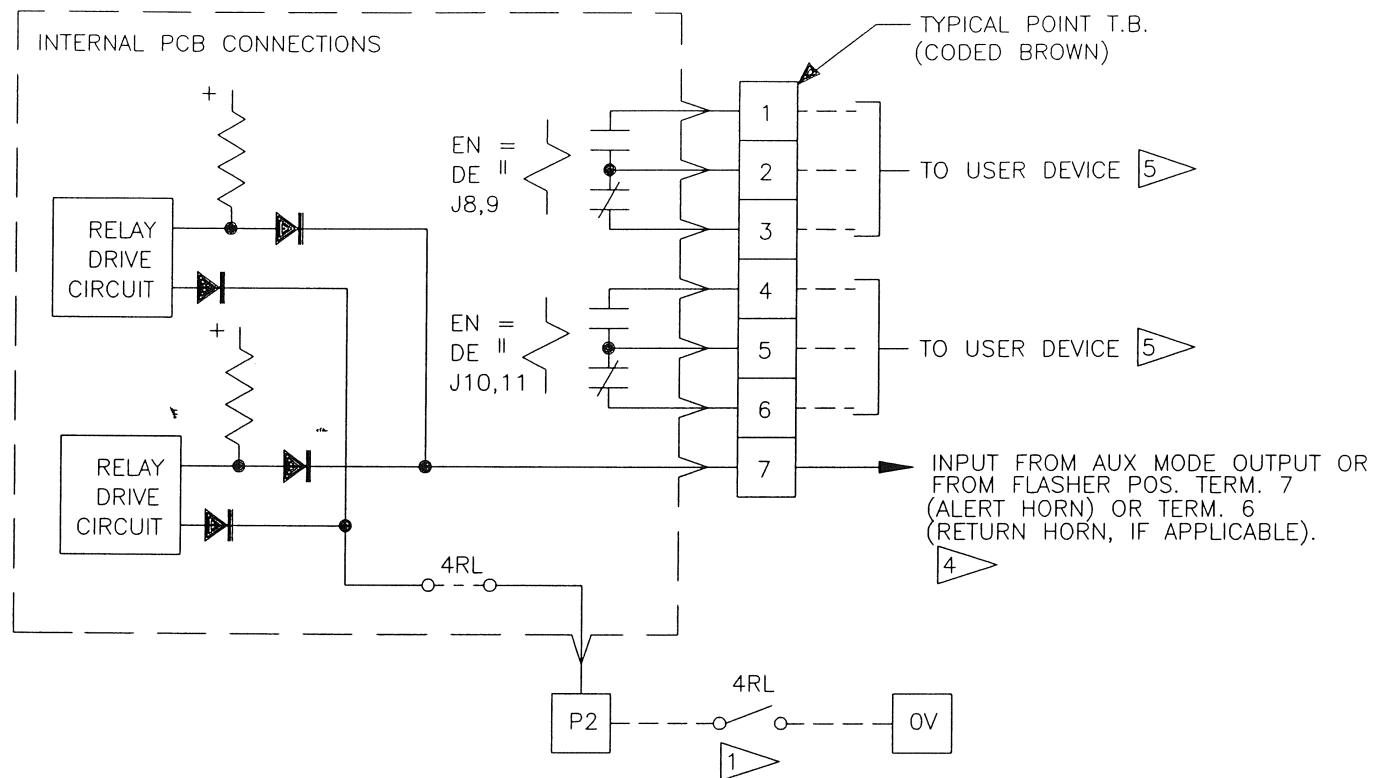 INTERNAL PCB CONNECTIONS
TYPICAL POINT T.B.
(CODED BROWN)
+
EN =
DE "
J8,9
1
2
3
TO USER DEVICE 5
RELAY
DRIVE
CIRCUIT
+
EN =
DE "
J10,11
4
5
6
TO USER DEVICE 5
RELAY
DRIVE
CIRCUIT
7
INPUT FROM AUX MODE OUTPUT OR
FROM FLASHER POS. TERM. 7
(ALERT HORN) OR TERM. 6
(RETURN HORN, IF APPLICABLE).
4
4RL
P2
4RL
1
0V